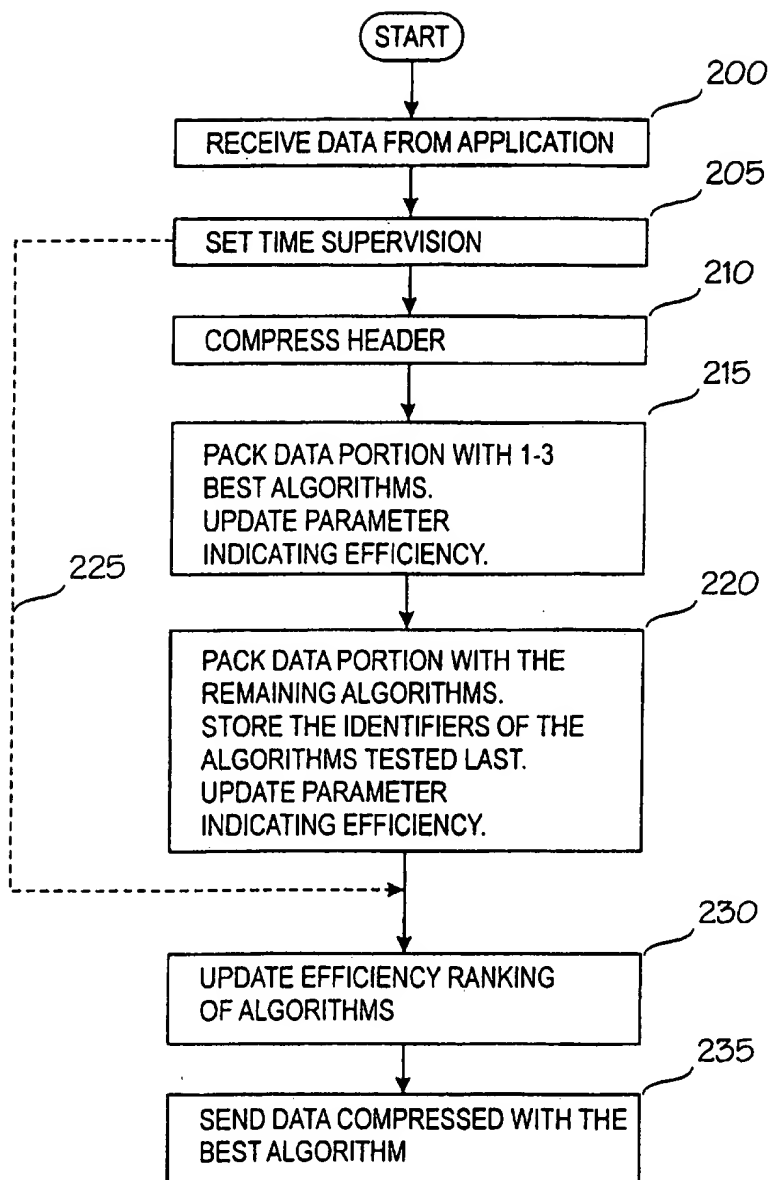 START
200
RECEIVE DATA FROM APPLICATION
205
SET TIME SUPERVISION
210
COMPRESS HEADER
215
PACK DATA PORTION WITH 1-3
BEST ALGORITHMS.
UPDATE PARAMETER
INDICATING EFFICIENCY.
225
220
PACK DATA PORTION WITH THE
REMAINING ALGORITHMS.
STORE THE IDENTIFIERS OF THE
ALGORITHMS TESTED LAST.
UPDATE PARAMETER
INDICATING EFFICIENCY.
230
UPDATE EFFICIENCY RANKING
OF ALGORITHMS
235
SEND DATA COMPRESSED WITH THE
BEST ALGORITHM